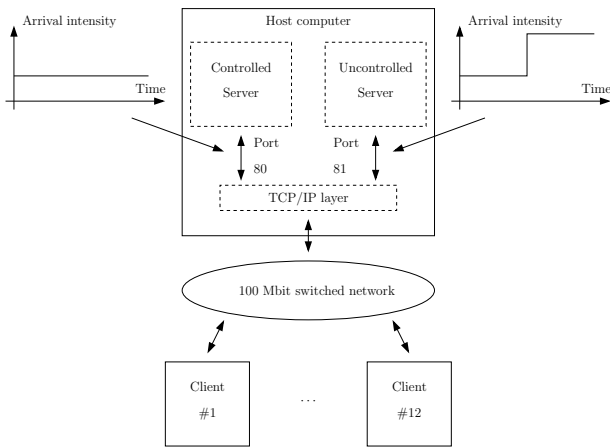 Arrival intensity
Host computer
Arrival intensity
Controlled
Server
Uncontrolled
Server
Time
Time
Port
80
Port
81
TCP/IP layer
100 Mbit switched network
Client
#1
...
Client
#12